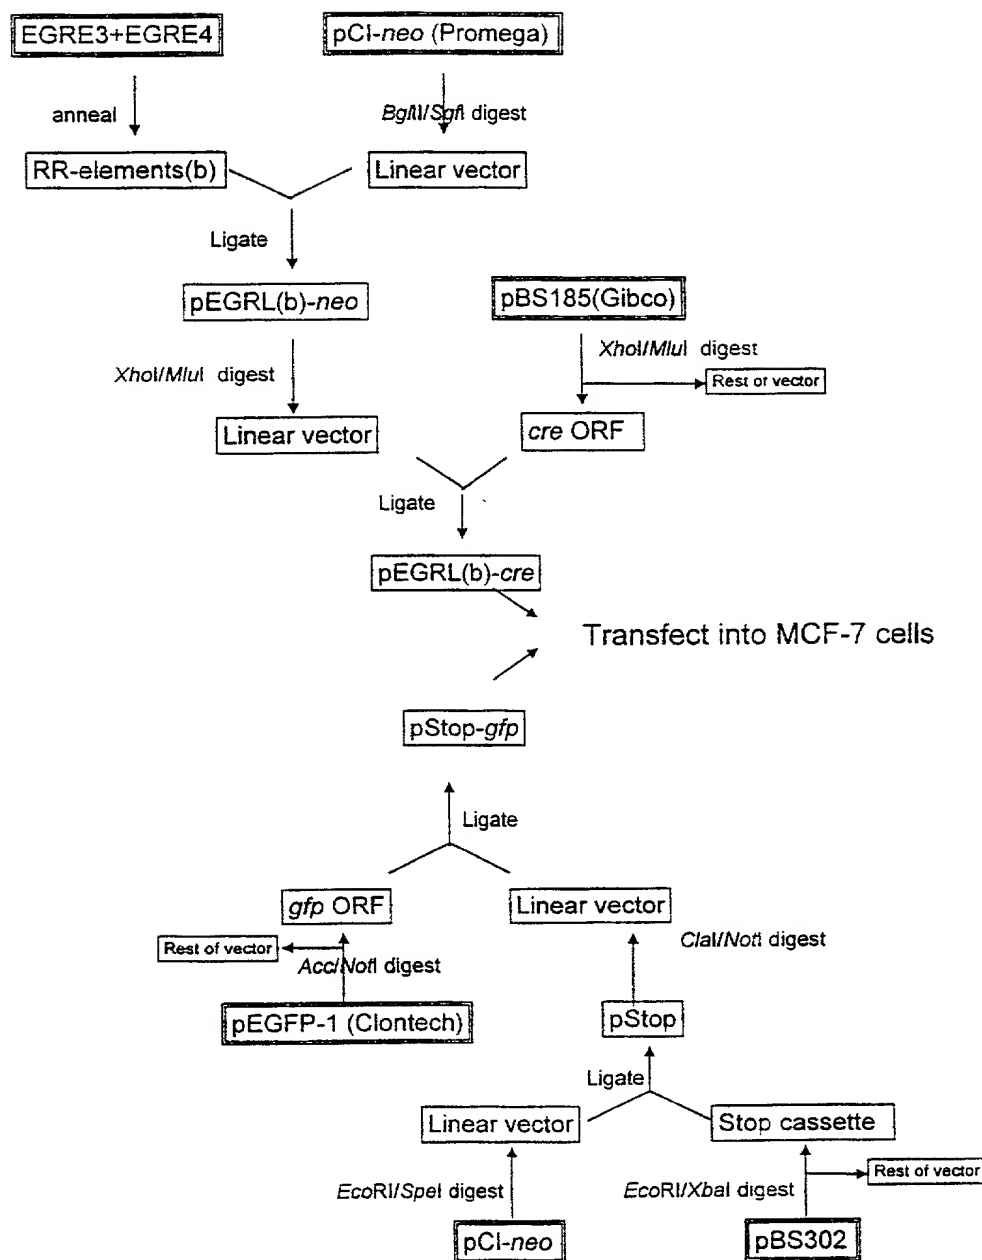 EGRE3+EGRE4
pCI-neo (Promega)
anneal
BglII/SgfI digest
RR-elements(b)
Linear vector
Ligate
pEGRL(b)-neo
pBS185(Gibco)
XhoI/MluI digest
XhoI/MluI digest
Rest of vector
Linear vector
cre ORF
Ligate
pEGRL(b)-cre
Transfect into MCF-7 cells
pStop-gfp
Ligate
gfp ORF
Linear vector
Rest of vector
ClaI/NotI digest
Acc/NotI digest
pEGFP-1 (Clontech)
pStop
Ligate
Linear vector
Stop cassette
Rest of vector
EcoRI/SpeI digest
EcoRI/XbaI digest
pCI-neo
pBS302